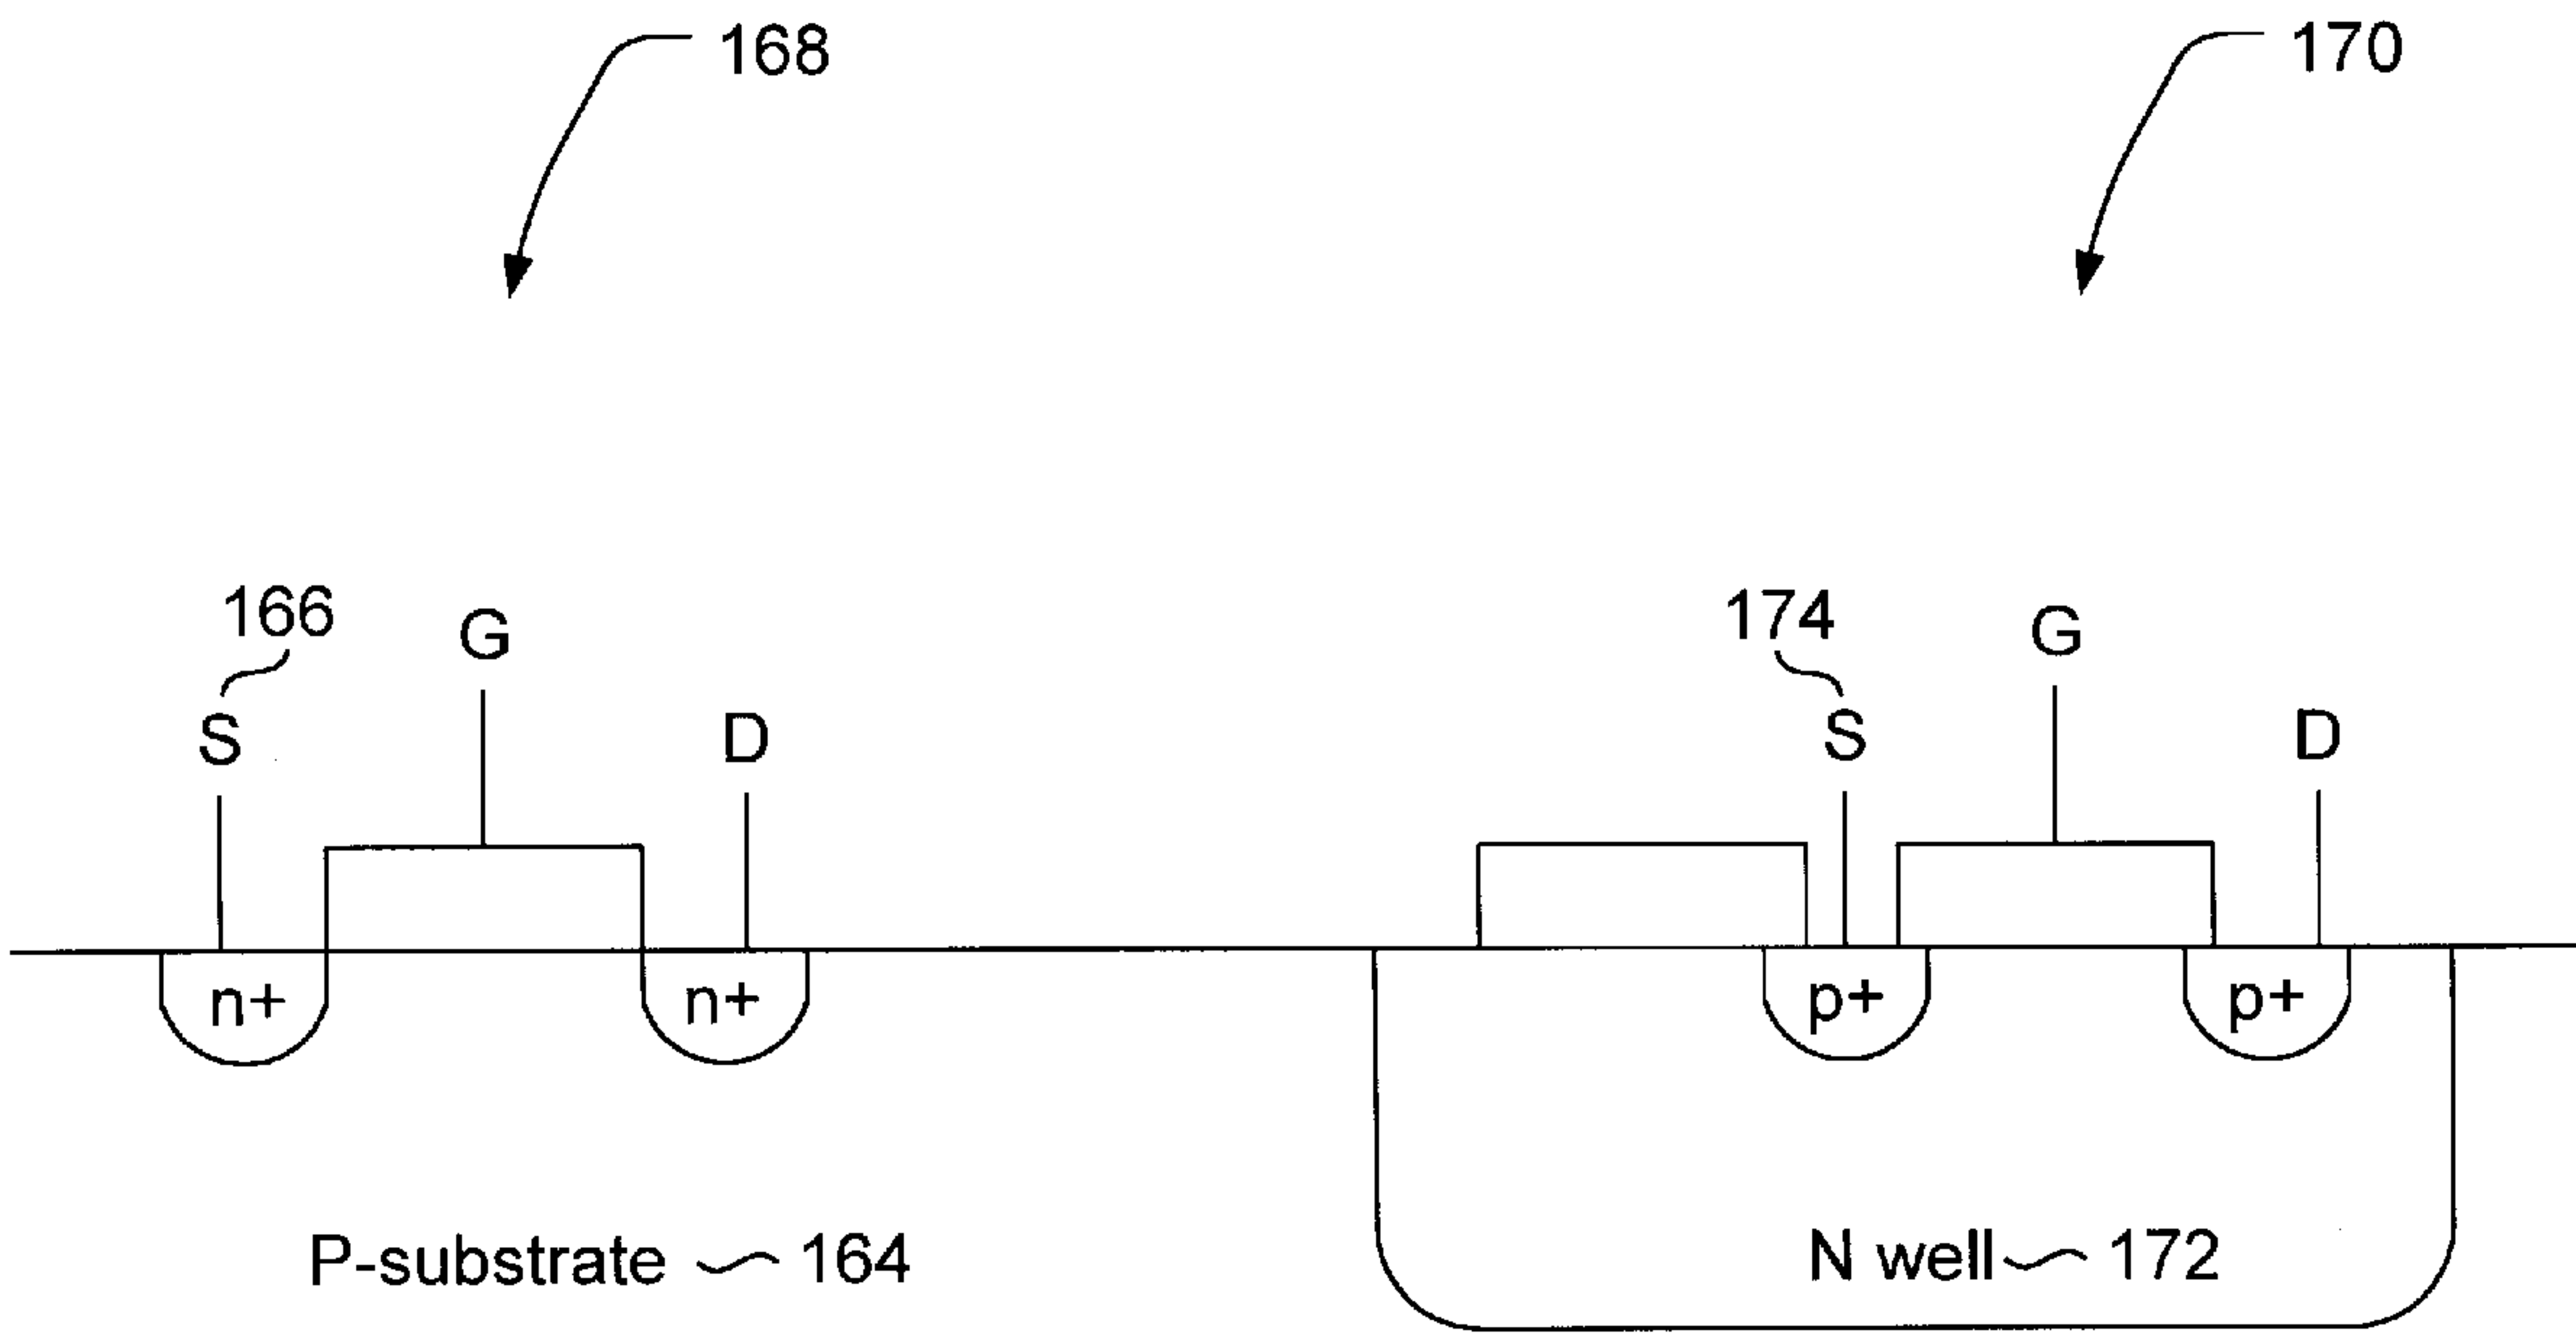 168
170
166
174
G
G
S
D
S
D
n+
n+
p+
p+
P-substrate 164
N well 172